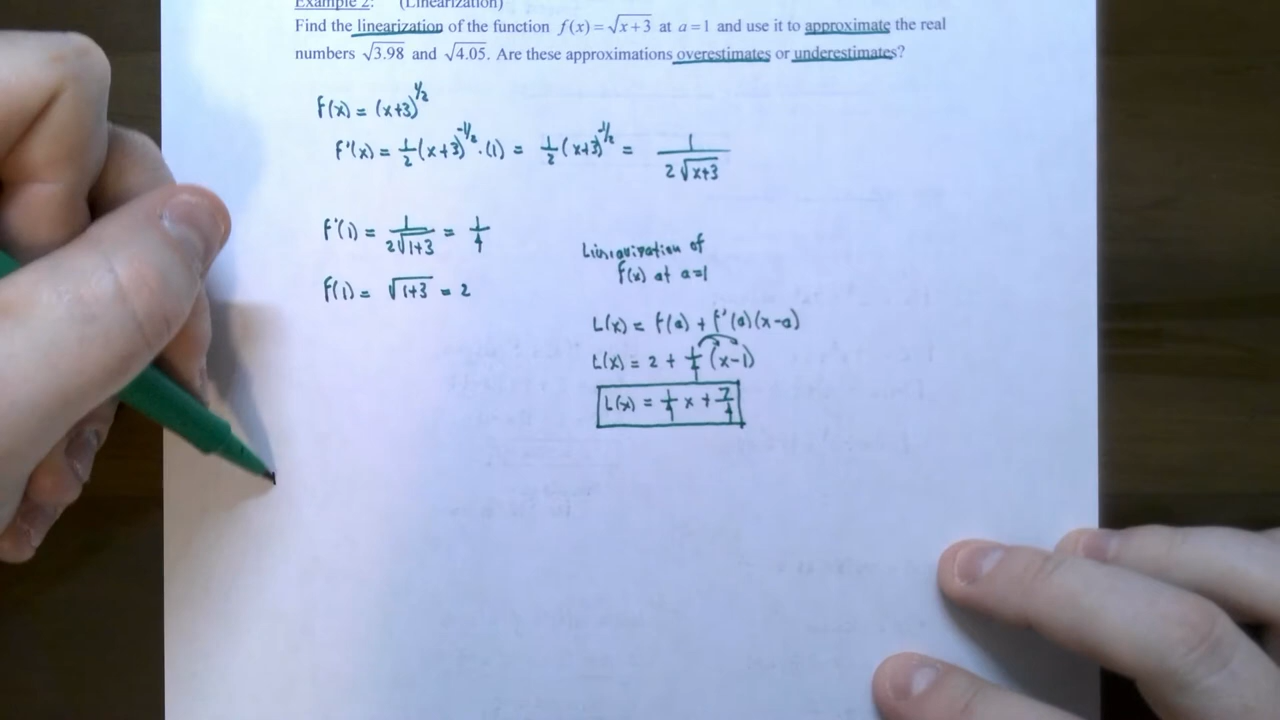 Example 2: (Linearization)
Find the linearization of the function f(x) = √x+3 at a = 1 and use it to approximate the real
numbers √3.98 and √4.05. Are these approximations overestimates or underestimates?
f(x) = (x+3)^1/2
f'(x) = 1/2 (x+3)^-1/2 · (1) = 1/2 (x+3)^-1/2 = 1/2√x+3
f'(1) = 1/2√1+3 = 1/4
f(1) = √1+3 = 2
Linearization of
f(x) at a=1
L(x) = f(a) + f'(a)(x-a)
L(x) = 2 + 1/4 (x-1)
L(x) = 1/4 x + 7/4